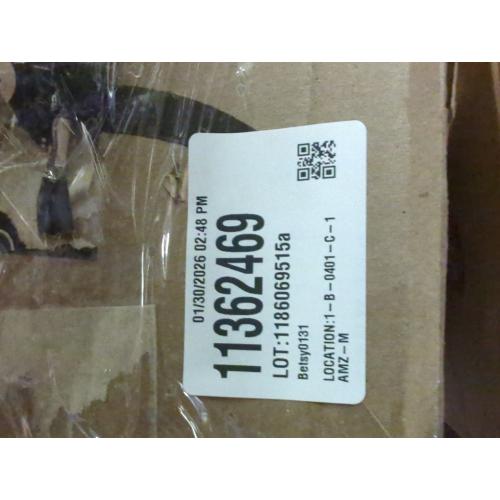 01/30/2026 02:48 PM
11362469
LOT:1186069515a
Betsy0131
LOCATION:1-B-0401-C-1
AMZ-M